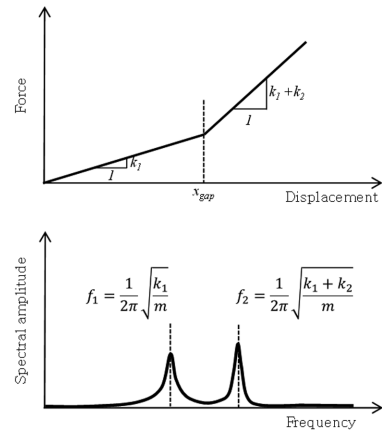 Force
k₁ + k₂
1
k₁
1
x_gap
Displacement
Spectral amplitude
f₁ = 1/2π √(k₁/m)
f₂ = 1/2π √((k₁ + k₂)/m)
Frequency